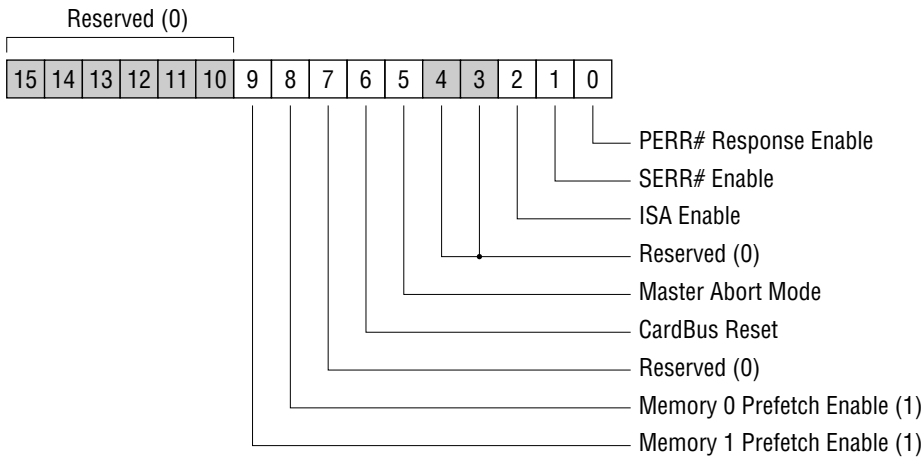 Reserved (0)
15 14 13 12 11 10 9 8 7 6 5 4 3 2 1 0
PERR# Response Enable
SERR# Enable
ISA Enable
Reserved (0)
Master Abort Mode
CardBus Reset
Reserved (0)
Memory 0 Prefetch Enable (1)
Memory 1 Prefetch Enable (1)